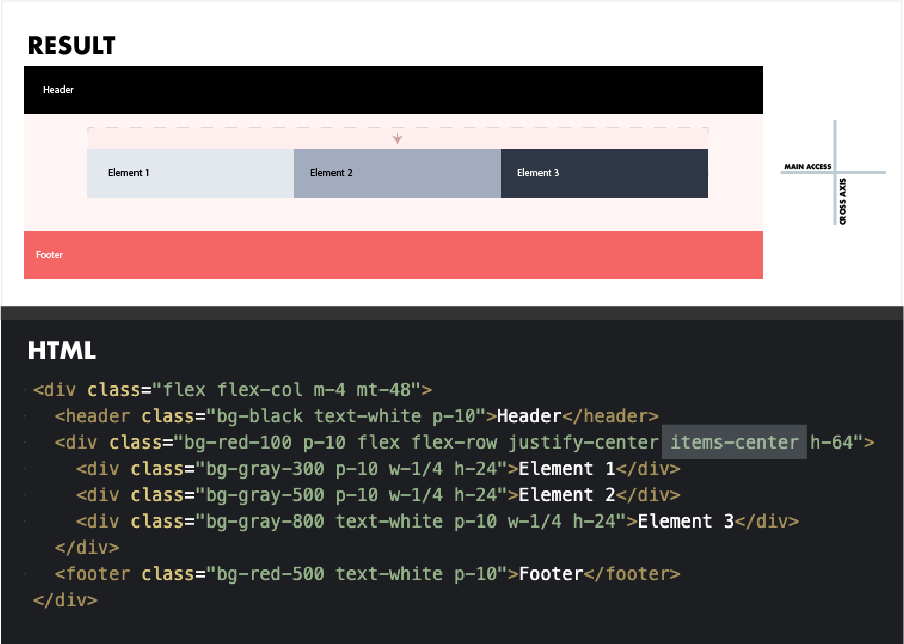 RESULT
Header
Element 1 Element 2 Element 3
MAIN ACCESS
CROSS AXIS
Footer
HTML
<div class="flex flex-col m-4 mt-48">
<header class="bg-black text-white p-10">Header</header>
<div class="bg-red-100 p-10 flex flex-row justify-center items-center h-64">
<div class="bg-gray-300 p-10 w-1/4 h-24">Element 1</div>
<div class="bg-gray-500 p-10 w-1/4 h-24">Element 2</div>
<div class="bg-gray-800 text-white p-10 w-1/4 h-24">Element 3</div>
</div>
<footer class="bg-red-500 text-white p-10">Footer</footer>
</div>